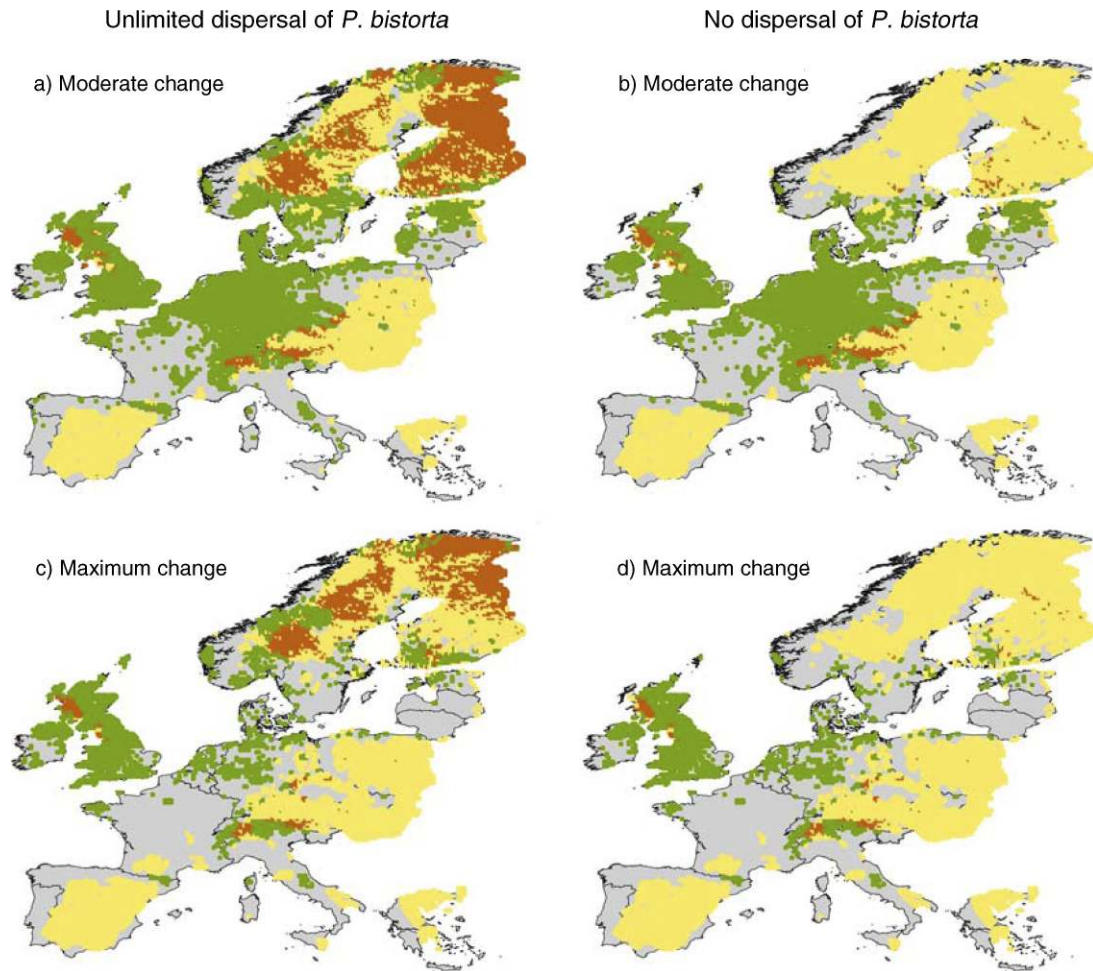 Unlimited dispersal of P. bistorta
No dispersal of P. bistorta
a) Moderate change
b) Moderate change
c) Maximum change
d) Maximum change